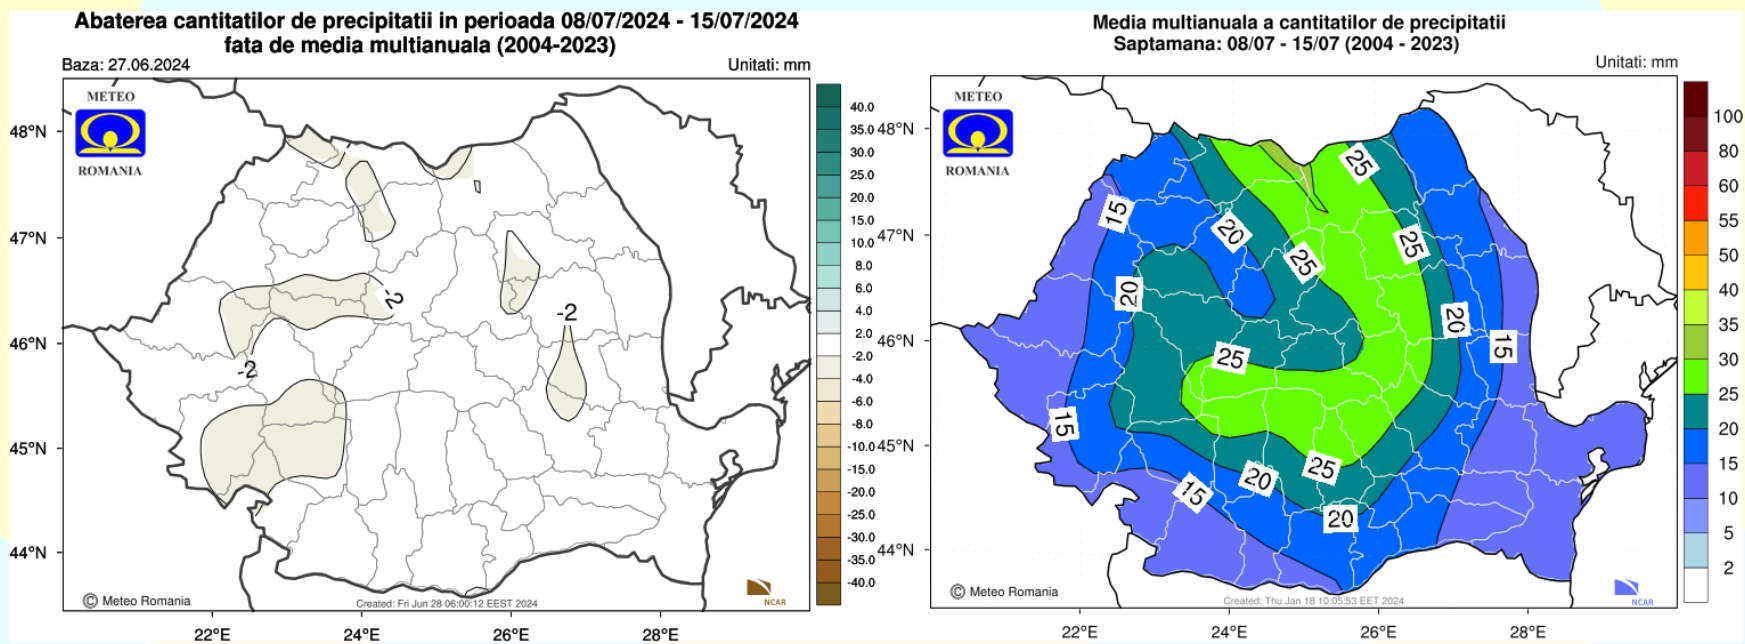 Abaterea cantitatilor de precipitatii in perioada 08/07/2024 - 15/07/2024
fata de media multianuala (2004-2023)
Baza: 27.06.2024
Unitati: mm
METEO
ROMANIA
48°N
47°N
46°N
45°N
44°N
-2
-2
-2
40.0
35.0
30.0
25.0
20.0
15.0
10.0
8.0
6.0
4.0
2.0
-2.0
-4.0
-6.0
-8.0
-10.0
-15.0
-20.0
-25.0
-30.0
-35.0
-40.0
© Meteo Romania
Created: Fri Jun 28 06:00:12 EEST 2024
NCAR
22°E
24°E
26°E
28°E
Media multianuala a cantitatilor de precipitatii
Saptamana: 08/07 - 15/07 (2004 - 2023)
Unitati: mm
METEO
ROMANIA
48°N
47°N
46°N
45°N
44°N
25
15
20
25
25
20
20
15
25
15
25
20
15
20
100
80
60
55
50
40
35
30
25
20
15
10
5
2
© Meteo Romania
Created: Thu Jan 18 10:05:53 EET 2024
NCAR
22°E
24°E
26°E
28°E